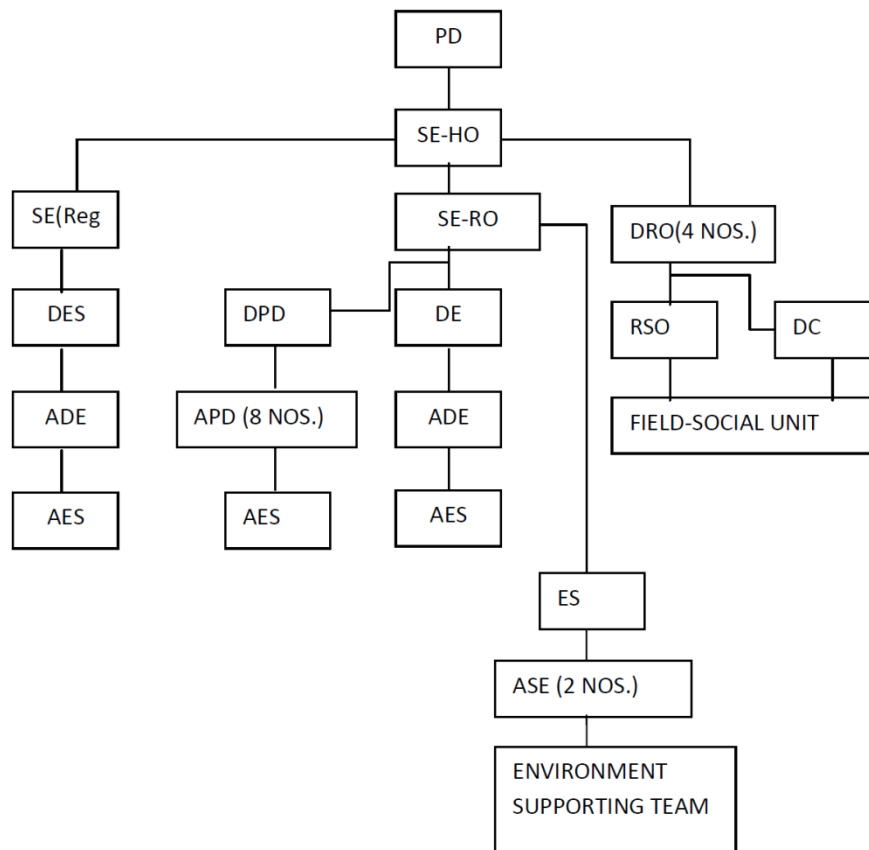 PD
SE-HO
SE(Reg
SE-RO
DRO(4 NOS.)
DES
DPD
DE
RSO
DC
ADE
APD (8 NOS.)
ADE
FIELD-SOCIAL UNIT
AES
AES
AES
ES
ASE (2 NOS.)
ENVIRONMENT
SUPPORTING TEAM